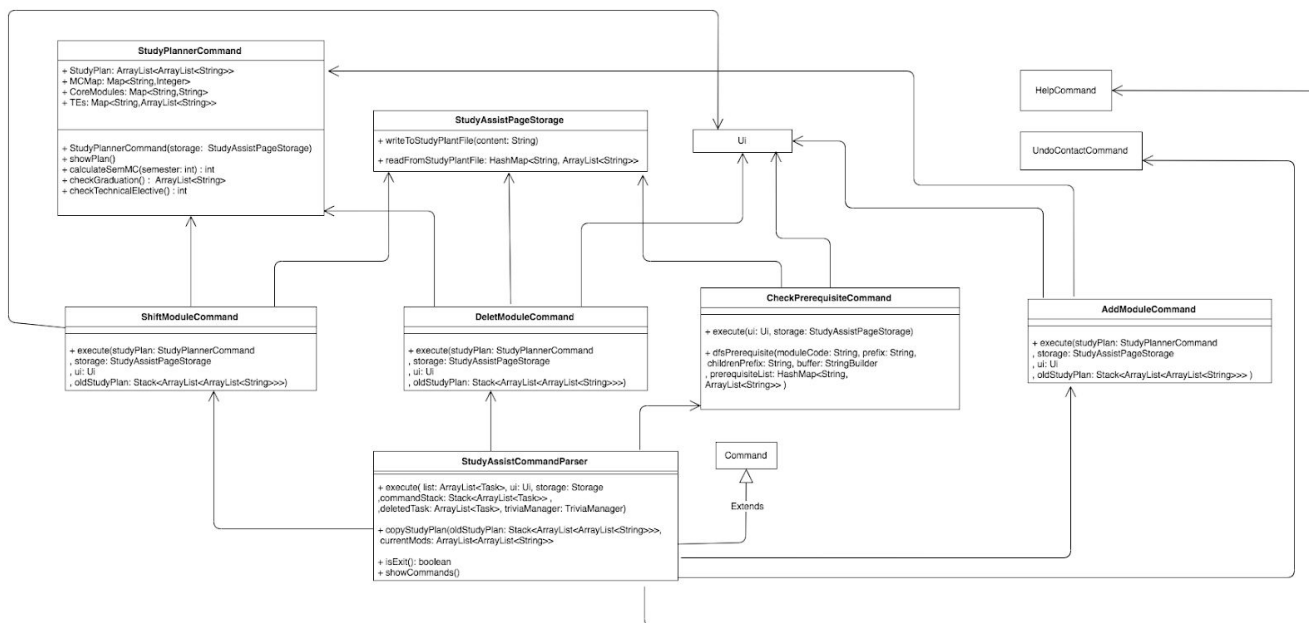 StudyPlannerCommand
+ StudyPlan: ArrayList<ArrayList<String>>
+ MCMap: Map<String,Integer>
+ CoreModules: Map<String,String>
+ TEs: Map<String,ArrayList<String>>
+ StudyPlannerCommand(storage: StudyAssistPageStorage)
+ showPlan()
+ calculateSemMC(semester: int) : int
+ checkGraduation() : ArrayList<String>
+ checkTechnicalElective() : int
StudyAssistPageStorage
+ writeToStudyPlantFile(content: String)
+ readFromStudyPlantFile: HashMap<String, ArrayList<String>>
Ui
HelpCommand
UndoContactCommand
ShiftModuleCommand
+ execute(studyPlan: StudyPlannerCommand
, storage: StudyAssistPageStorage
, ui: Ui
, oldStudyPlan: Stack<ArrayList<ArrayList<String>>>)
DeletModuleCommand
+ execute(studyPlan: StudyPlannerCommand
, storage: StudyAssistPageStorage
, ui: Ui
, oldStudyPlan: Stack<ArrayList<ArrayList<String>>>)
CheckPrerequisiteCommand
+ execute(ui: Ui, storage: StudyAssistPageStorage)
+ dfsPrerequisite(moduleCode: String, prefix: String,
childrenPrefix: String, buffer: StringBuilder
, prerequisiteList: HashMap<String,
ArrayList<String>> )
AddModuleCommand
+ execute(studyPlan: StudyPlannerCommand
, storage: StudyAssistPageStorage
, ui: Ui
, oldStudyPlan: Stack<ArrayList<ArrayList<String>>> )
StudyAssistCommandParser
+ execute( list: ArrayList<Task>, ui: Ui, storage: Storage
,commandStack: Stack<ArrayList<Task>> ,
,deletedTask: ArrayList<Task>, triviaManager: TriviaManager)
+ copyStudyPlan(oldStudyPlan: Stack<ArrayList<ArrayList<String>>>,
currentMods: ArrayList<ArrayList<String>>
+ isExit(): boolean
+ showCommands()
Command
Extends